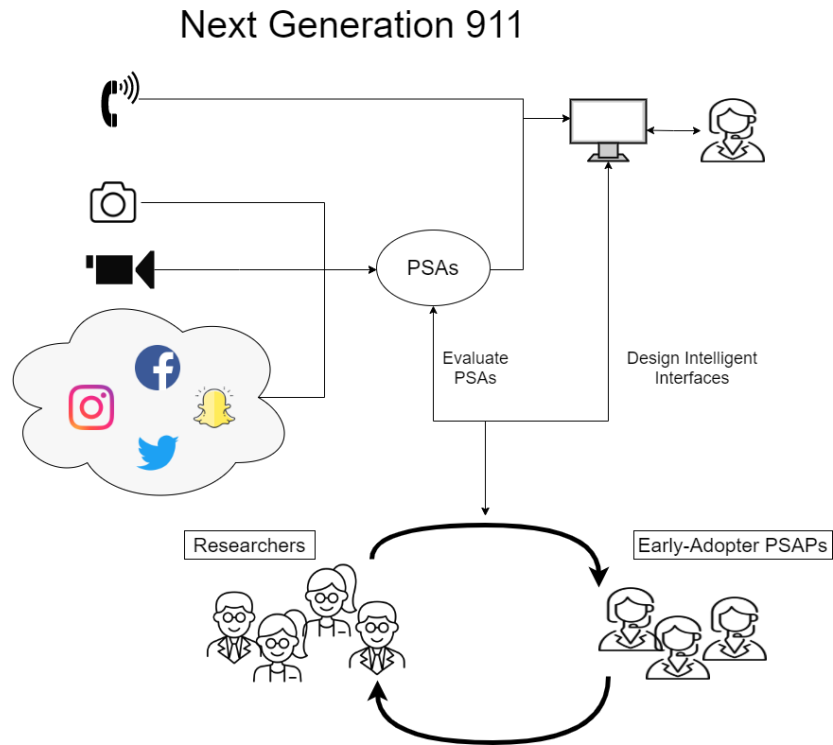 Next Generation 911
PSAs
Evaluate
PSAs
Design Intelligent
Interfaces
Researchers
Early-Adopter PSAPs